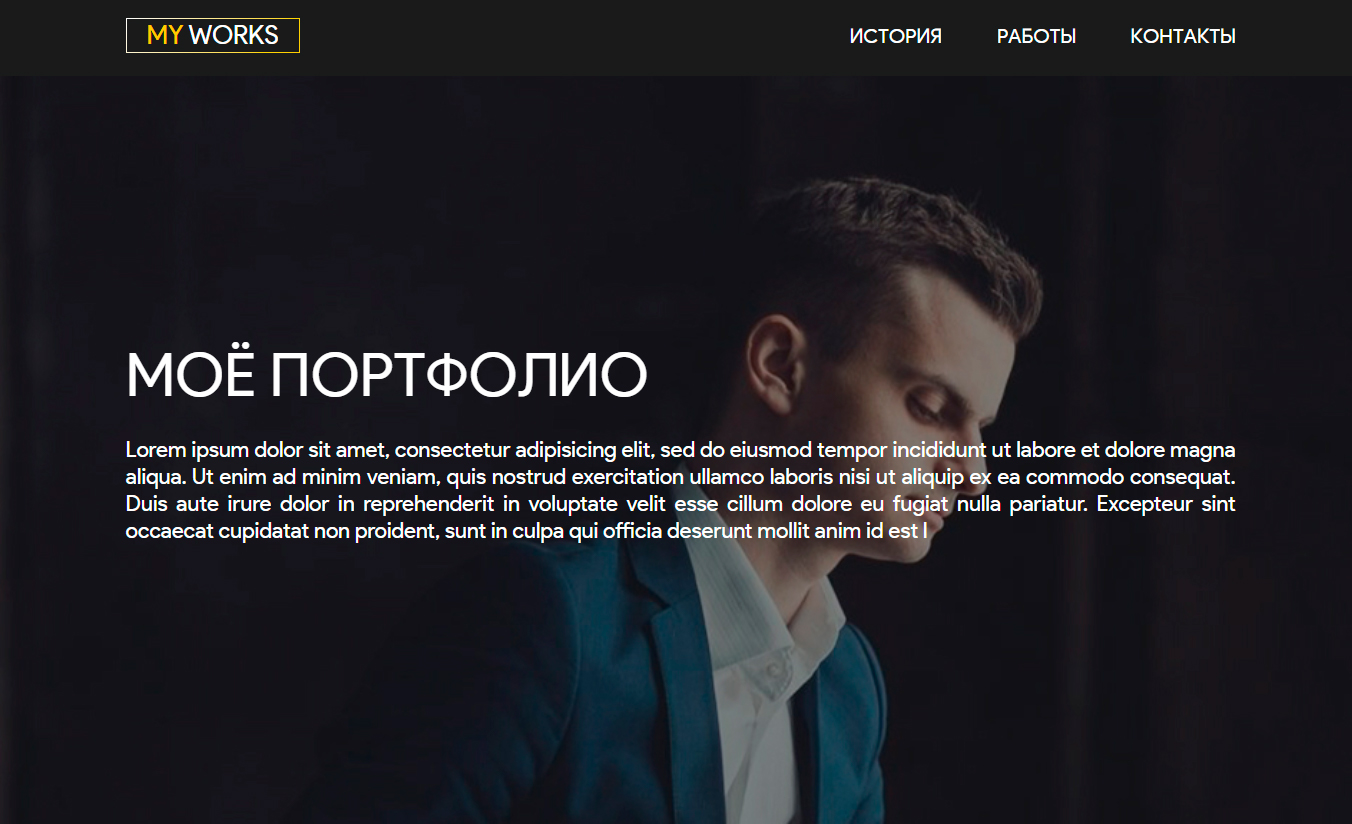 MY WORKS
ИСТОРИЯ РАБОТЫ КОНТАКТЫ
МОЁ ПОРТФОЛИО
Lorem ipsum dolor sit amet, consectetur adipisicing elit, sed do eiusmod tempor incididunt ut labore et dolore magna
aliqua. Ut enim ad minim veniam, quis nostrud exercitation ullamco laboris nisi ut aliquip ex ea commodo consequat.
Duis aute irure dolor in reprehenderit in voluptate velit esse cillum dolore eu fugiat nulla pariatur. Excepteur sint
occaecat cupidatat non proident, sunt in culpa qui officia deserunt mollit anim id est l